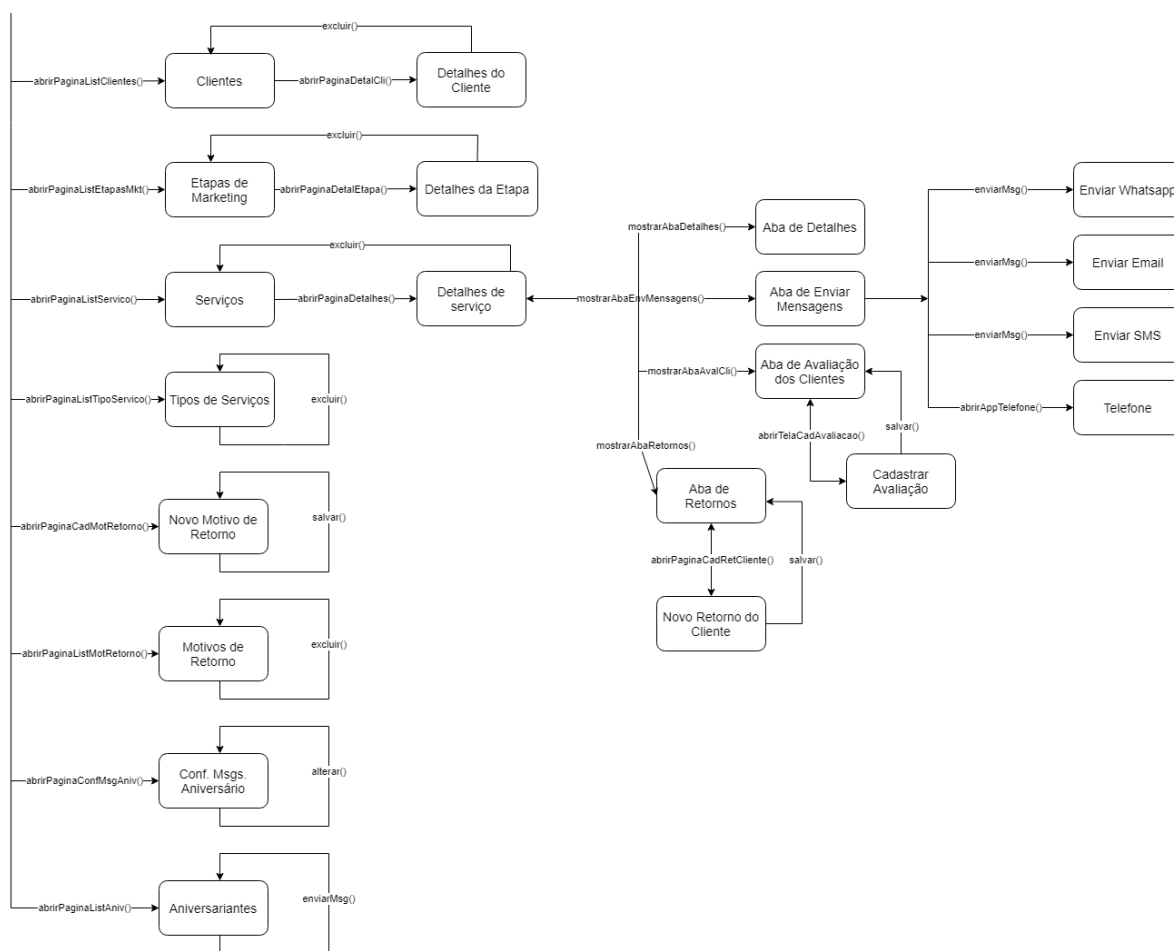 excluir()
abrirPaginaListClientes()
Clientes
abrirPaginaDetalCli()
Detalhes do
Cliente
excluir()
abrirPaginaListEtapasMkt()
Etapas de
Marketing
abrirPaginaDetalEtapa()
Detalhes da Etapa
enviarMsg()
Enviar Whatsapp
mostrarAbaDetalhes()
Aba de Detalhes
excluir()
enviarMsg()
Enviar Email
abrirPaginaListServico()
Serviços
abrirPaginaDetalhes()
Detalhes de
serviço
mostrarAbaEnvMensagens()
Aba de Enviar
Mensagens
enviarMsg()
Enviar SMS
abrirPaginaListTipoServico()
Tipos de Serviços
excluir()
mostrarAbaAvalCli()
Aba de Avaliação
dos Clientes
abrirAppTelefone()
Telefone
abrirTelaCadAvaliacao()
salvar()
mostrarAbaRetornos()
Cadastrar
Avaliação
Aba de
Retornos
abrirPaginaCadMotRetorno()
Novo Motivo de
Retorno
salvar()
abrirPaginaCadRetCliente()
salvar()
Novo Retorno do
Cliente
abrirPaginaListMotRetorno()
Motivos de
Retorno
excluir()
abrirPaginaConfMsgAniv()
Conf. Msgs.
Aniversário
alterar()
abrirPaginaListAniv()
Aniversariantes
enviarMsg()